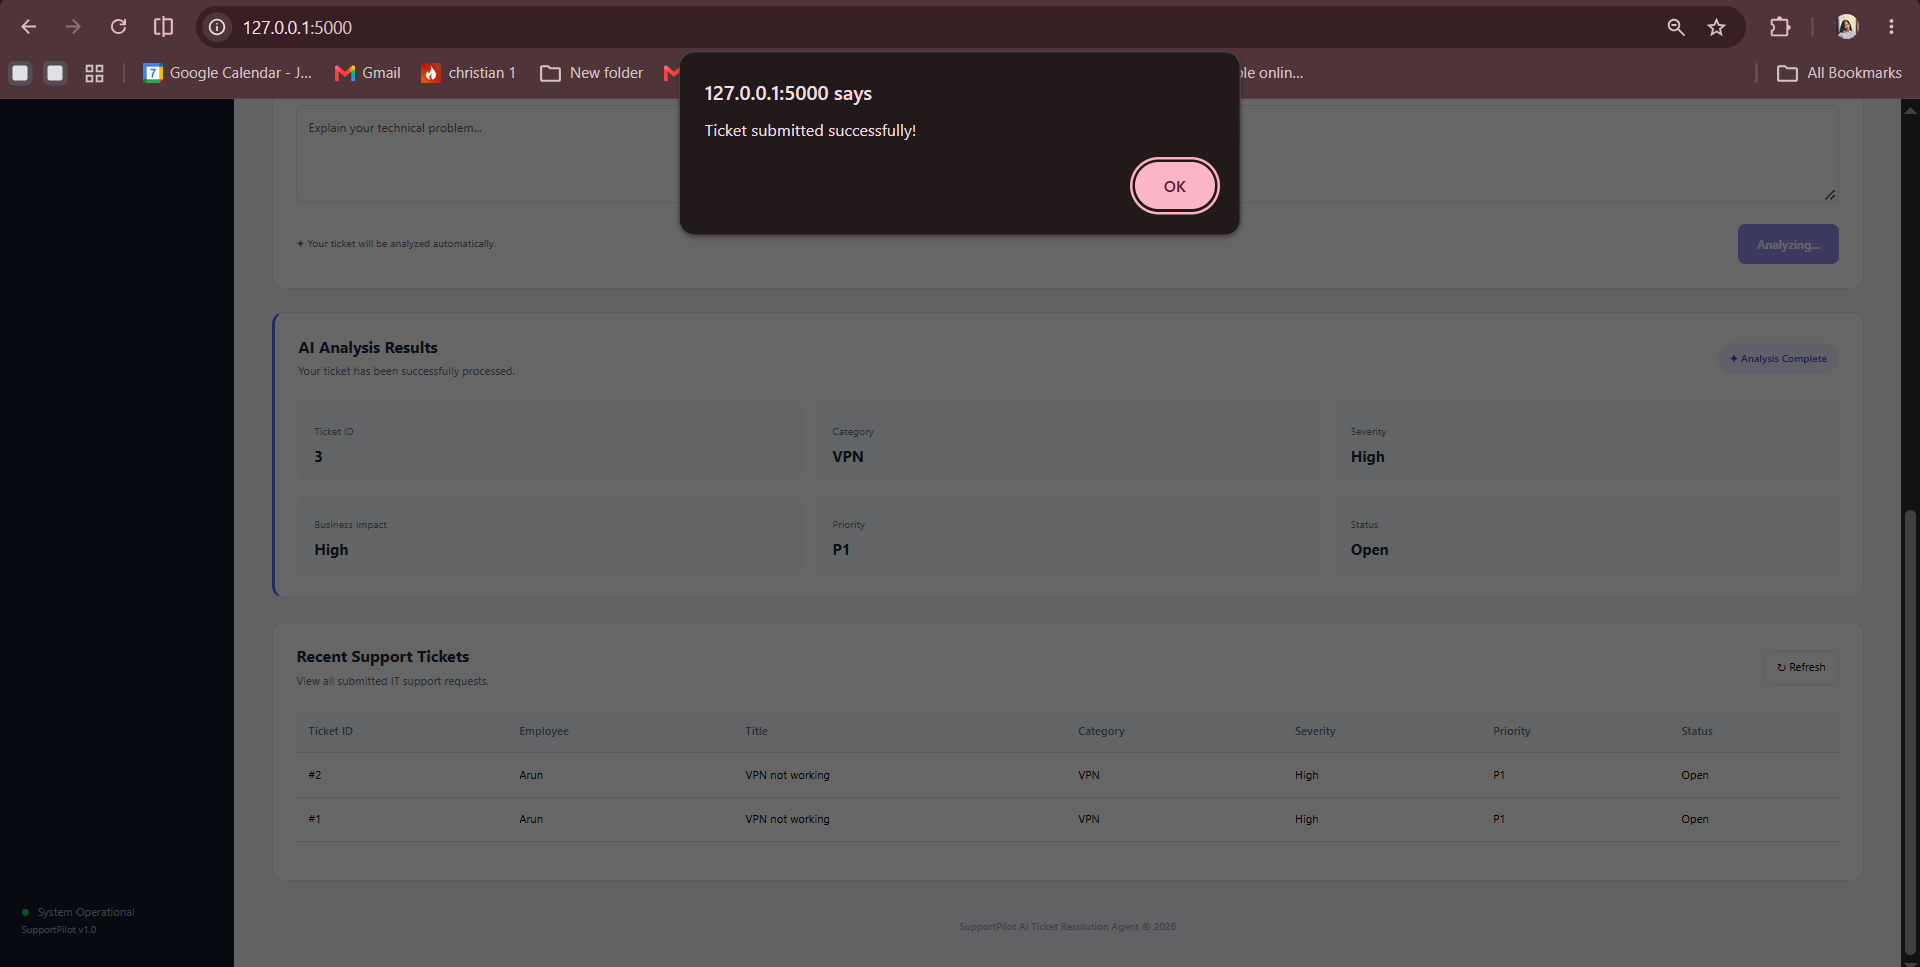 127.0.0.1:5000
7 Google Calendar - J...
Gmail
christian 1
New folder
ole onlin...
All Bookmarks
127.0.0.1:5000 says
Ticket submitted successfully!
OK
Explain your technical problem...
✦ Your ticket will be analyzed automatically.
Analyzing...
AI Analysis Results
Your ticket has been successfully processed.
✦ Analysis Complete
Ticket ID
3
Category
VPN
Severity
High
Business Impact
High
Priority
P1
Status
Open
Recent Support Tickets
View all submitted IT support requests.
↻ Refresh
Ticket ID Employee Title Category Severity Priority Status
#2 Arun VPN not working VPN High P1 Open
#1 Arun VPN not working VPN High P1 Open
System Operational
SupportPilot v1.0
SupportPilot AI Ticket Resolution Agent © 2026